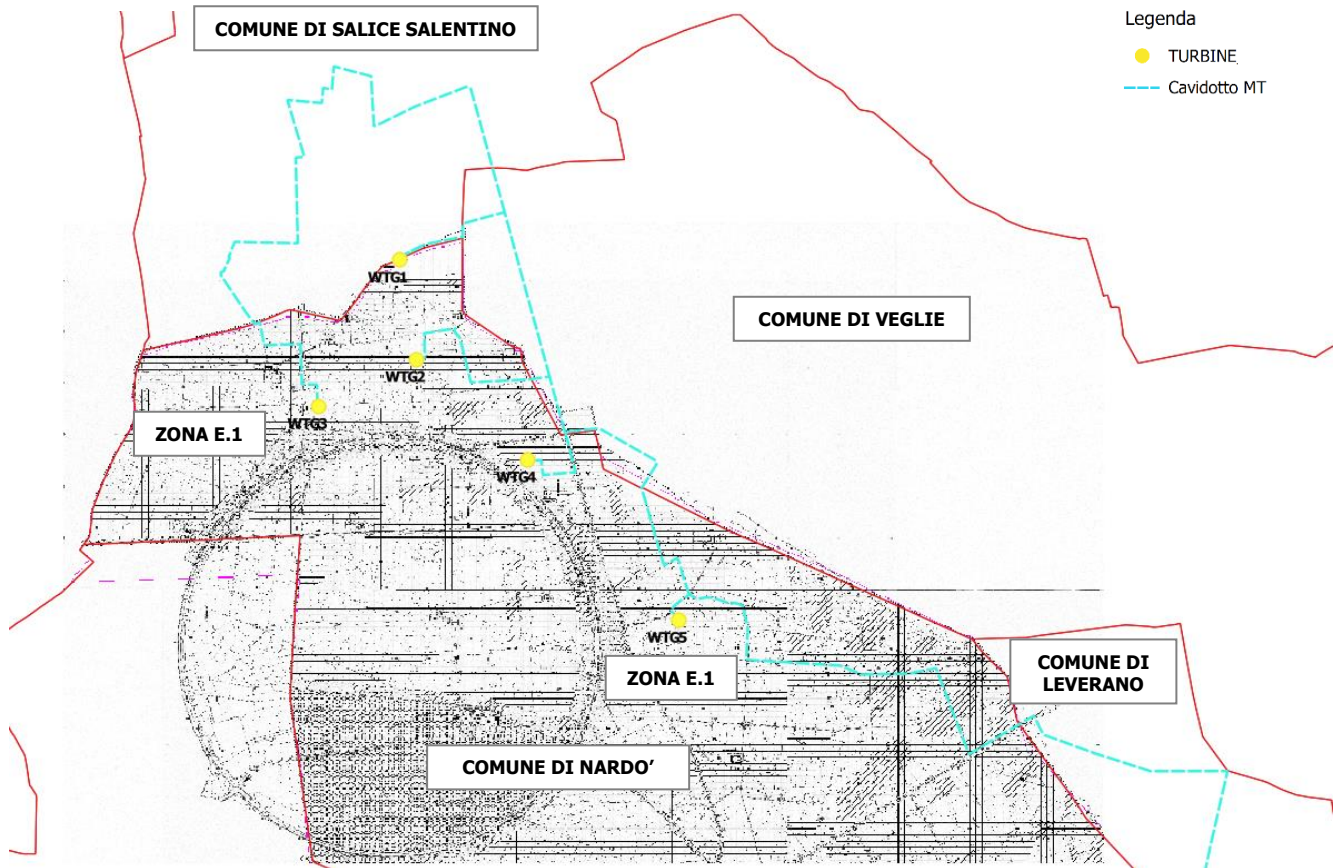 COMUNE DI SALICE SALENTINO
Legenda
TURBINE
Cavidotto MT
WTG1
COMUNE DI VEGLIE
WTG2
WTG3
ZONA E.1
WTG4
WTG5
ZONA E.1
COMUNE DI
LEVERANO
COMUNE DI NARDO’